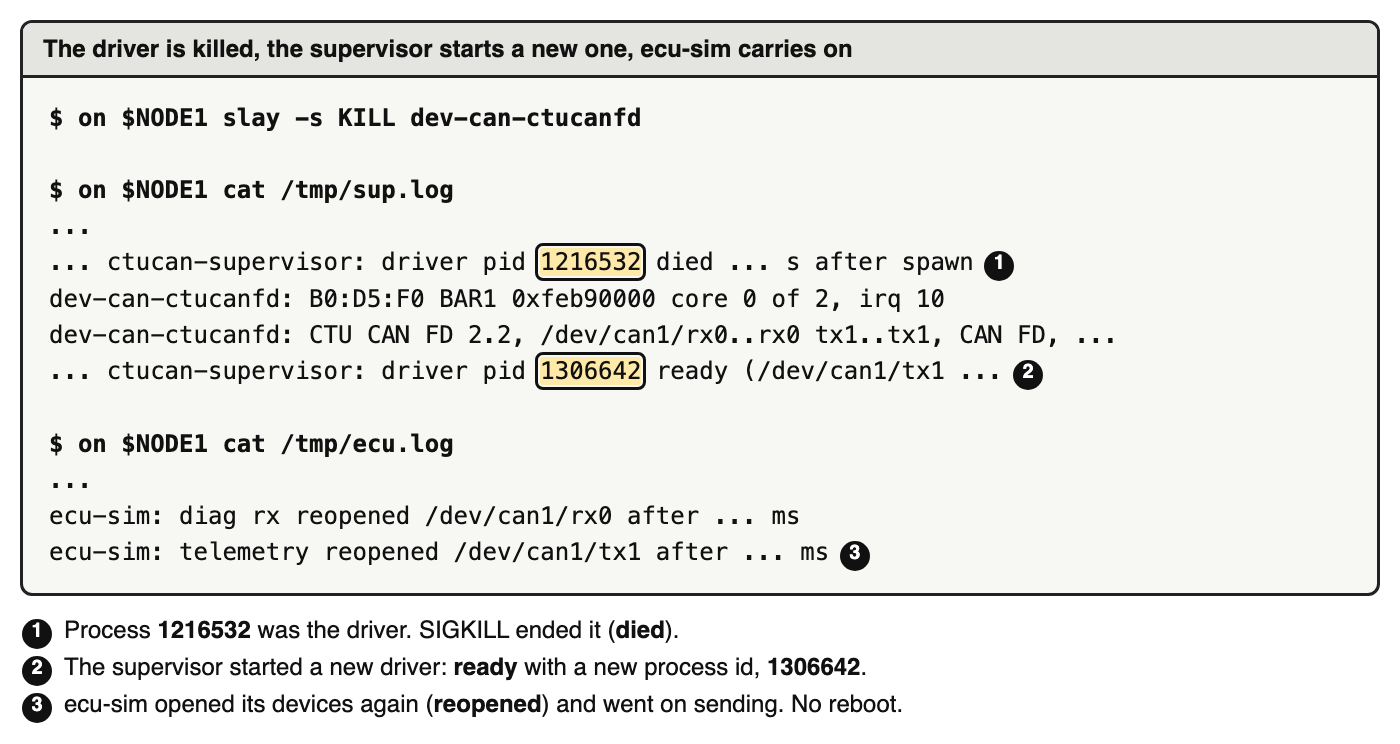 The driver is killed, the supervisor starts a new one, ecu-sim carries on
$ on $NODE1 slay -s KILL dev-can-ctucanfd
$ on $NODE1 cat /tmp/sup.log
...
... ctucan-supervisor: driver pid 1216532 died ... s after spawn 1
dev-can-ctucanfd: B0:D5:F0 BAR1 0xfeb90000 core 0 of 2, irq 10
dev-can-ctucanfd: CTU CAN FD 2.2, /dev/can1/rx0..rx0 tx1..tx1, CAN FD, ...
... ctucan-supervisor: driver pid 1306642 ready (/dev/can1/tx1 ... 2
$ on $NODE1 cat /tmp/ecu.log
...
ecu-sim: diag rx reopened /dev/can1/rx0 after ... ms
ecu-sim: telemetry reopened /dev/can1/tx1 after ... ms 3
1 Process 1216532 was the driver. SIGKILL ended it (died).
2 The supervisor started a new driver: ready with a new process id, 1306642.
3 ecu-sim opened its devices again (reopened) and went on sending. No reboot.